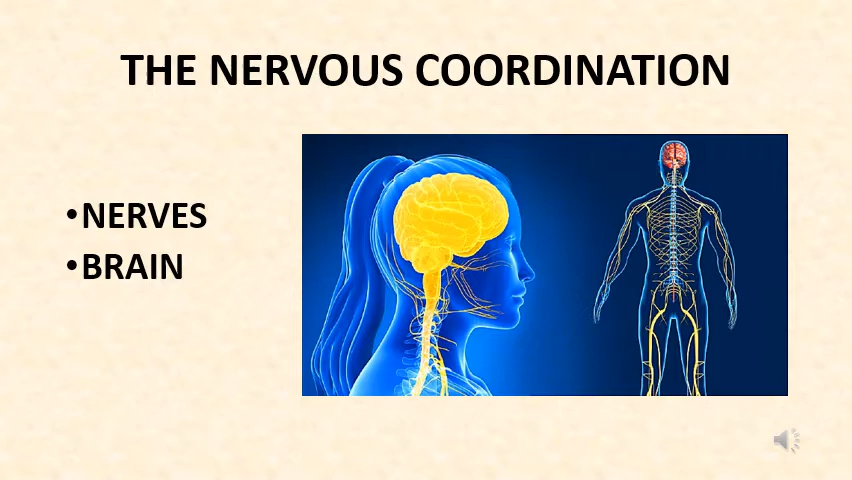 THE NERVOUS COORDINATION
•NERVES
•BRAIN